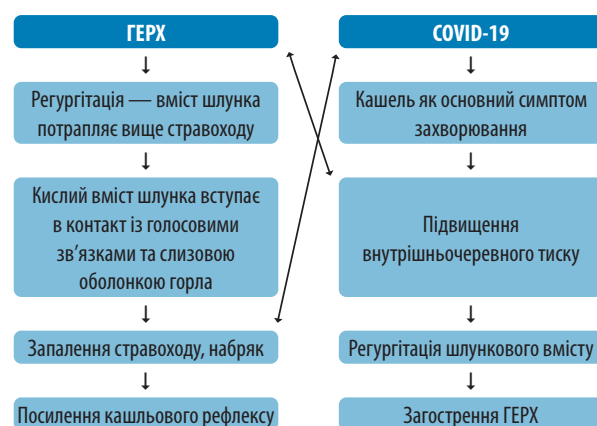 ГЕРХ
Регургітація — вміст шлунка
потрапляє вище стравоходу
Кислий вміст шлунка вступає
в контакт із голосовими
зв’язками та слизовою
оболонкою горла
Запалення стравоходу, набряк
Посилення кашльового рефлексу
COVID-19
Кашель як основний симптом
захворювання
Підвищення
внутрішньочеревного тиску
Регургітація шлункового вмісту
Загострення ГЕРХ